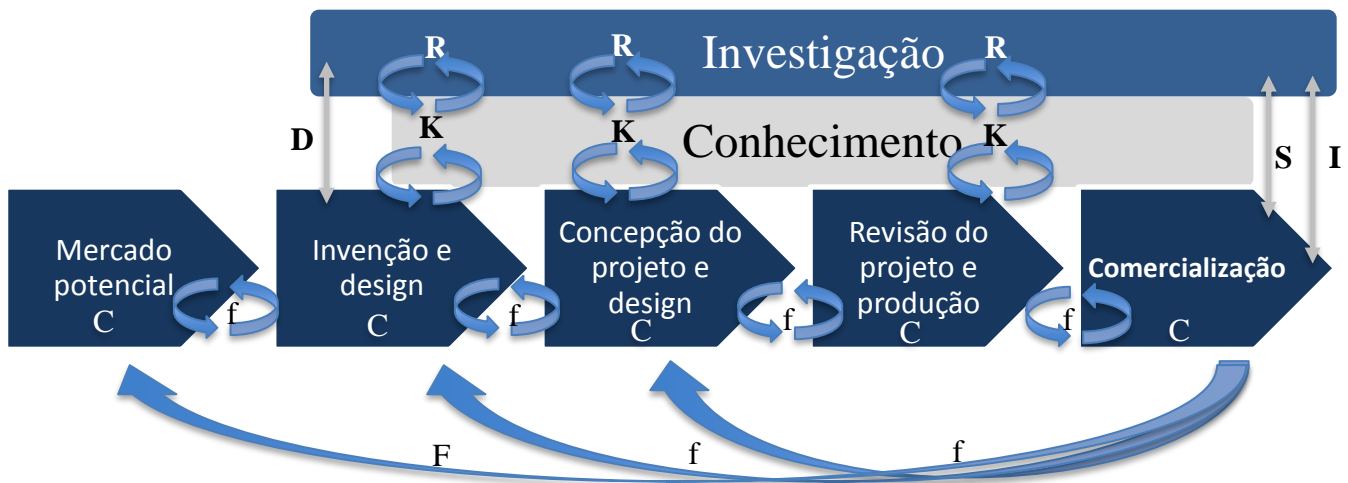 R
R
Investigação
R
D
K
Conhecimento
K
K
S
I
Mercado
potencial
C
f
Invenção e
design
C
f
Concepção do
projeto e
design
C
f
Revisão do
projeto e
produção
C
f
Comercialização
C
F
f
f